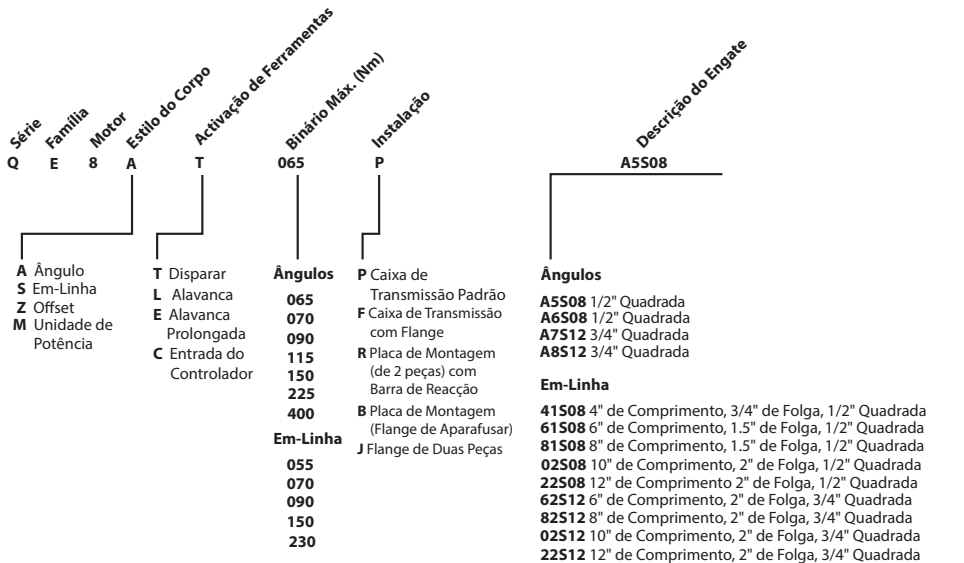 Série
Família
Motor
Estilo do Corpo
Activação de Ferramentas
Binário Máx. (Nm)
Instalação
Descrição do Engate
Q E 8 A T 065 P A5S08
A Ângulo
S Em-Linha
Z Offset
M Unidade de
Potência
T Disparar
L Alavanca
E Alavanca
Prolongada
C Entrada do
Controlador
Ângulos
065
070
090
115
150
225
400
Em-Linha
055
070
090
150
230
P Caixa de
Transmissão Padrão
F Caixa de Transmissão
com Flange
R Placa de Montagem
(de 2 peças) com
Barra de Reacção
B Placa de Montagem
(Flange de Aparafusar)
J Flange de Duas Peças
Ângulos
A5S08 1/2" Quadrada
A6S08 1/2" Quadrada
A7S12 3/4" Quadrada
A8S12 3/4" Quadrada
Em-Linha
41S08 4" de Comprimento, 3/4" de Folga, 1/2" Quadrada
61S08 6" de Comprimento, 1.5" de Folga, 1/2" Quadrada
81S08 8" de Comprimento, 1.5" de Folga, 1/2" Quadrada
02S08 10" de Comprimento, 2" de Folga, 1/2" Quadrada
22S08 12" de Comprimento 2" de Folga, 1/2" Quadrada
62S12 6" de Comprimento, 2" de Folga, 3/4" Quadrada
82S12 8" de Comprimento, 2" de Folga, 3/4" Quadrada
02S12 10" de Comprimento, 2" de Folga, 3/4" Quadrada
22S12 12" de Comprimento, 2" de Folga, 3/4" Quadrada